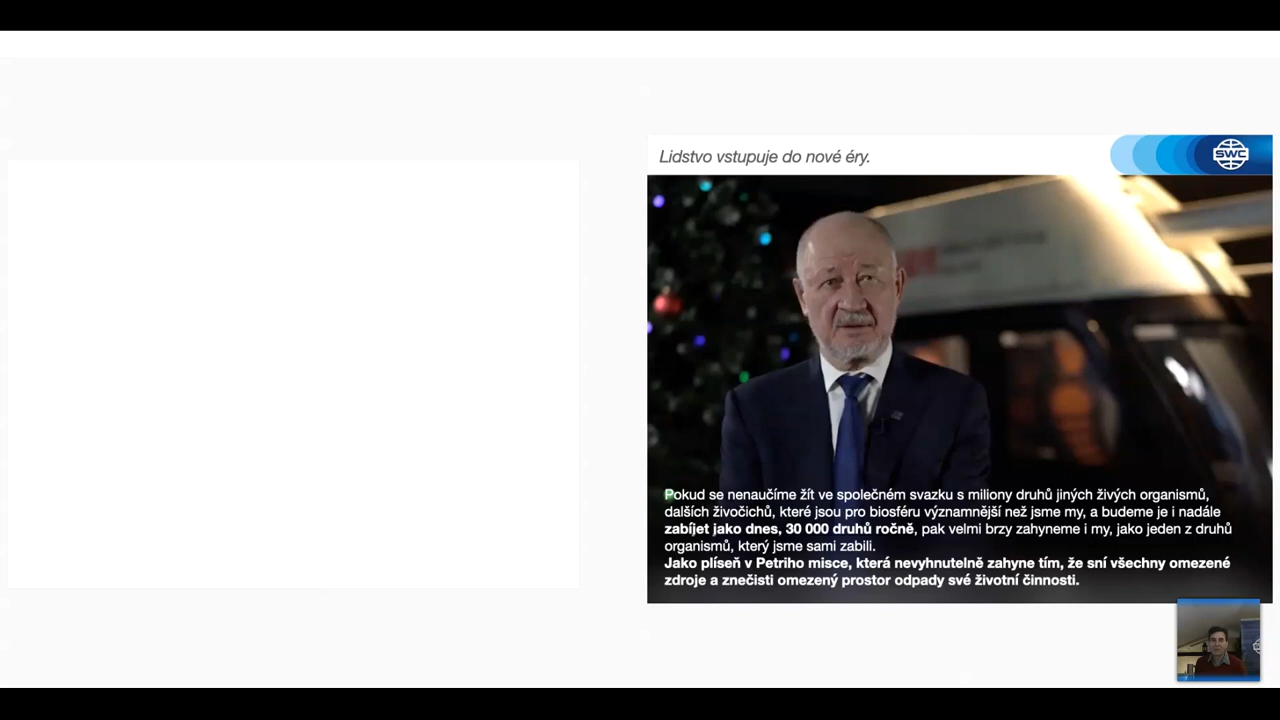 Lidstvo vstupuje do nové éry.
SWC
Pokud se nenaučíme žít ve společném svazku s miliony druhů jiných živých organismů,
dalších živočichů, které jsou pro biosféru významnější než jsme my, a budeme je i nadále
zabíjet jako dnes, 30 000 druhů ročně, pak velmi brzy zahyneme i my, jako jeden z druhů
organismů, který jsme sami zabili.
Jako plíseň v Petriho misce, která nevyhnutelně zahyne tím, že sní všechny omezené
zdroje a znečisti omezený prostor odpady své životní činnosti.